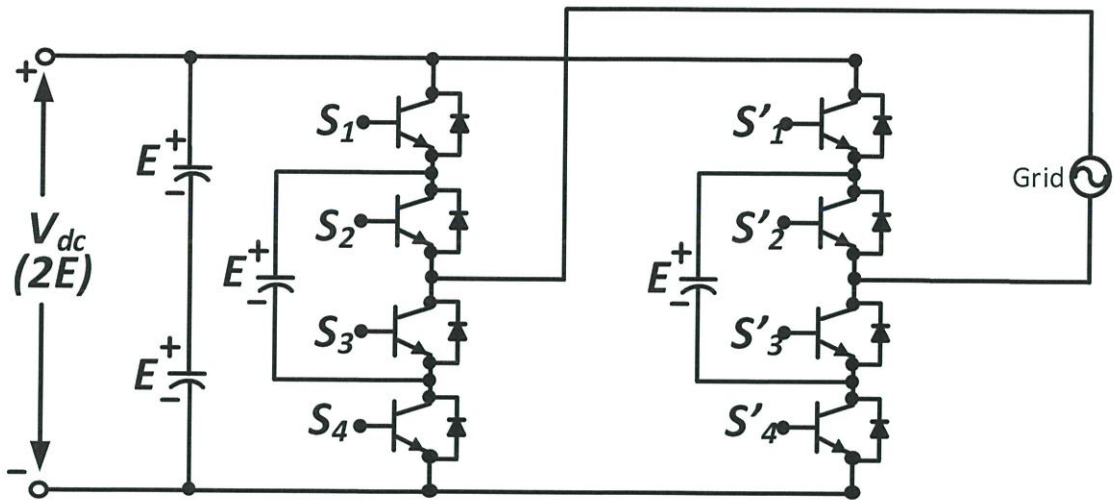 +
E +
−
V_dc
(2E)
E +
−
−
S₁
S₂
E +
−
S₃
S₄
S'₁
S'₂
E +
−
S'₃
S'₄
Grid